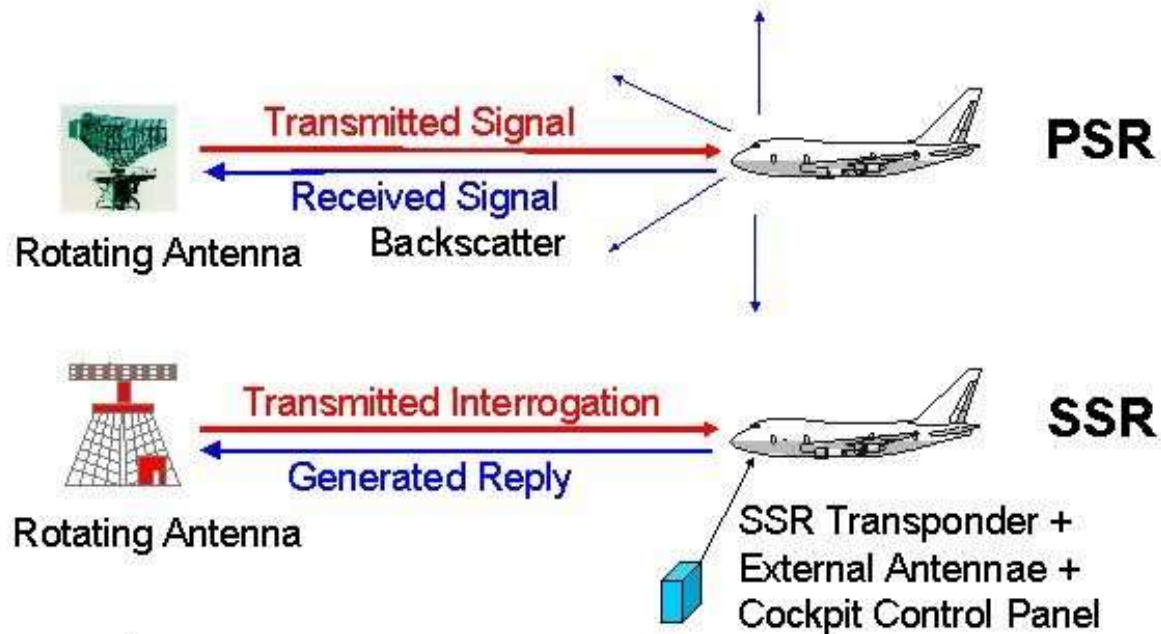 Transmitted Signal
PSR
Received Signal
Backscatter
Rotating Antenna
Transmitted Interrogation
SSR
Generated Reply
Rotating Antenna
SSR Transponder +
External Antennae +
Cockpit Control Panel